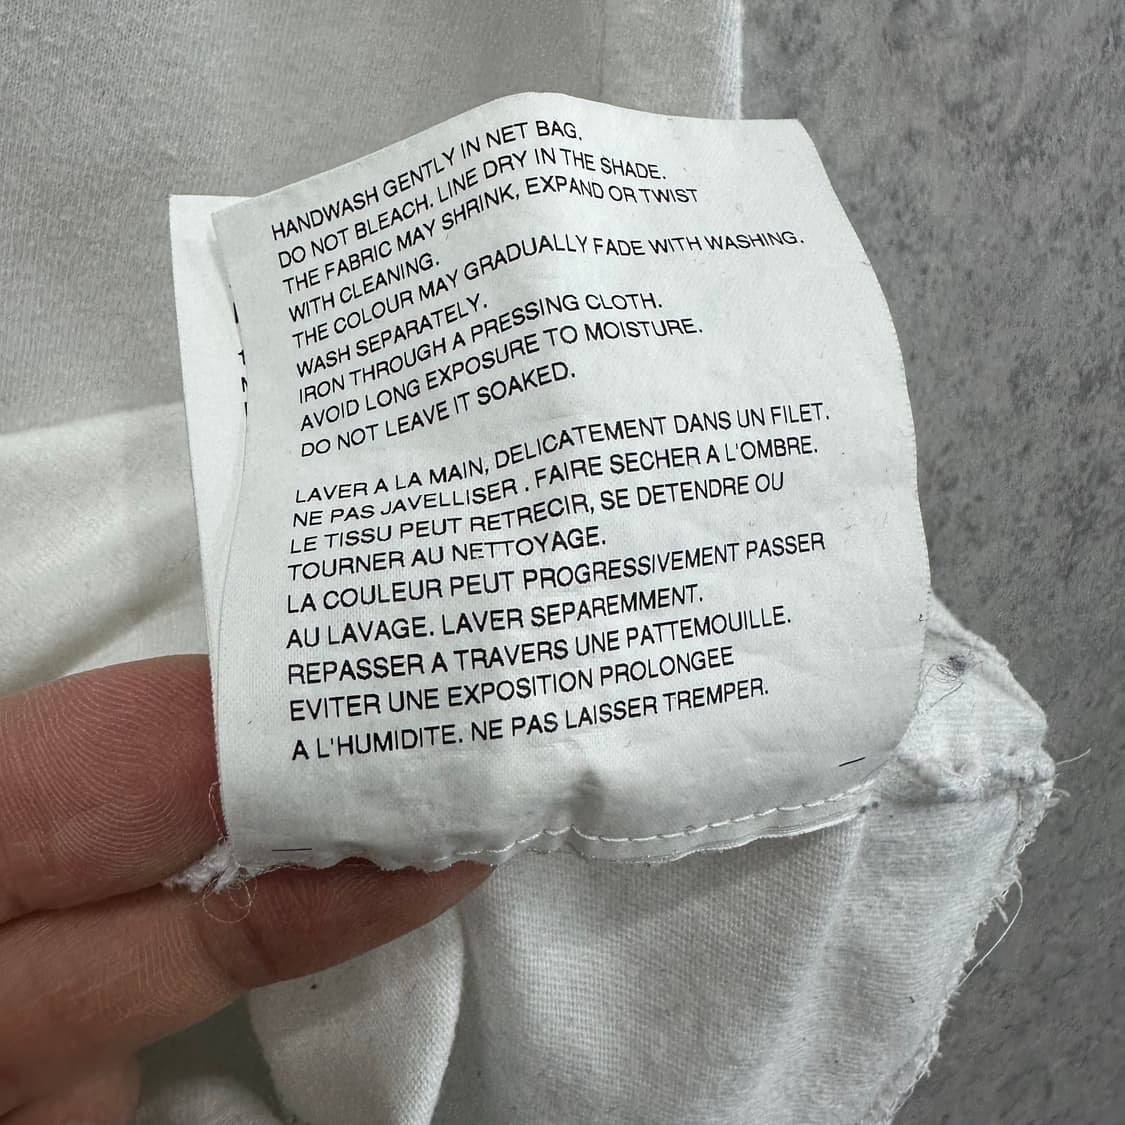 HANDWASH GENTLY IN NET BAG.
DO NOT BLEACH. LINE DRY IN THE SHADE.
THE FABRIC MAY SHRINK, EXPAND OR TWIST
WITH CLEANING.
THE COLOUR MAY GRADUALLY FADE WITH WASHING.
WASH SEPARATELY.
IRON THROUGH A PRESSING CLOTH.
AVOID LONG EXPOSURE TO MOISTURE.
DO NOT LEAVE IT SOAKED.
LAVER A LA MAIN, DELICATEMENT DANS UN FILET.
NE PAS JAVELLISER . FAIRE SECHER A L'OMBRE.
LE TISSU PEUT RETRECIR, SE DETENDRE OU
TOURNER AU NETTOYAGE.
LA COULEUR PEUT PROGRESSIVEMENT PASSER
AU LAVAGE. LAVER SEPAREMMENT.
REPASSER A TRAVERS UNE PATTEMOUILLE.
EVITER UNE EXPOSITION PROLONGEE
A L'HUMIDITE. NE PAS LAISSER TREMPER.